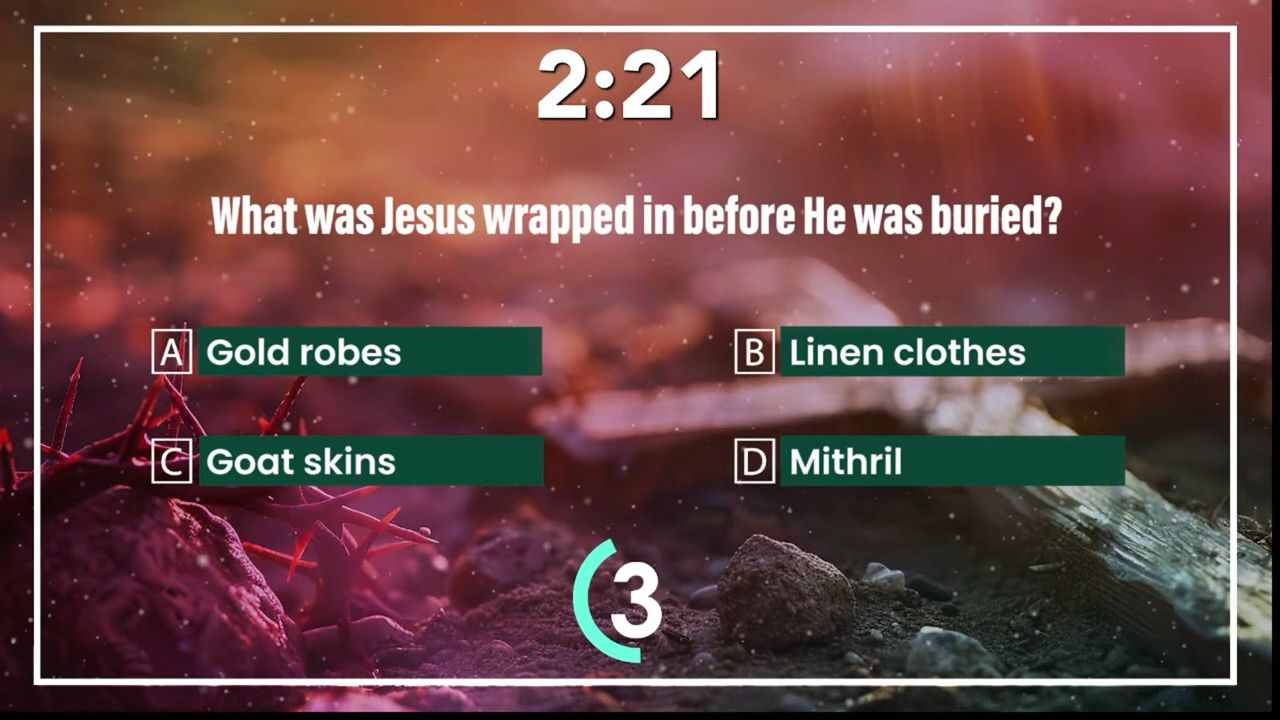 2:21
What was Jesus wrapped in before He was buried?
A Gold robes
B Linen clothes
C Goat skins
D Mithril
3